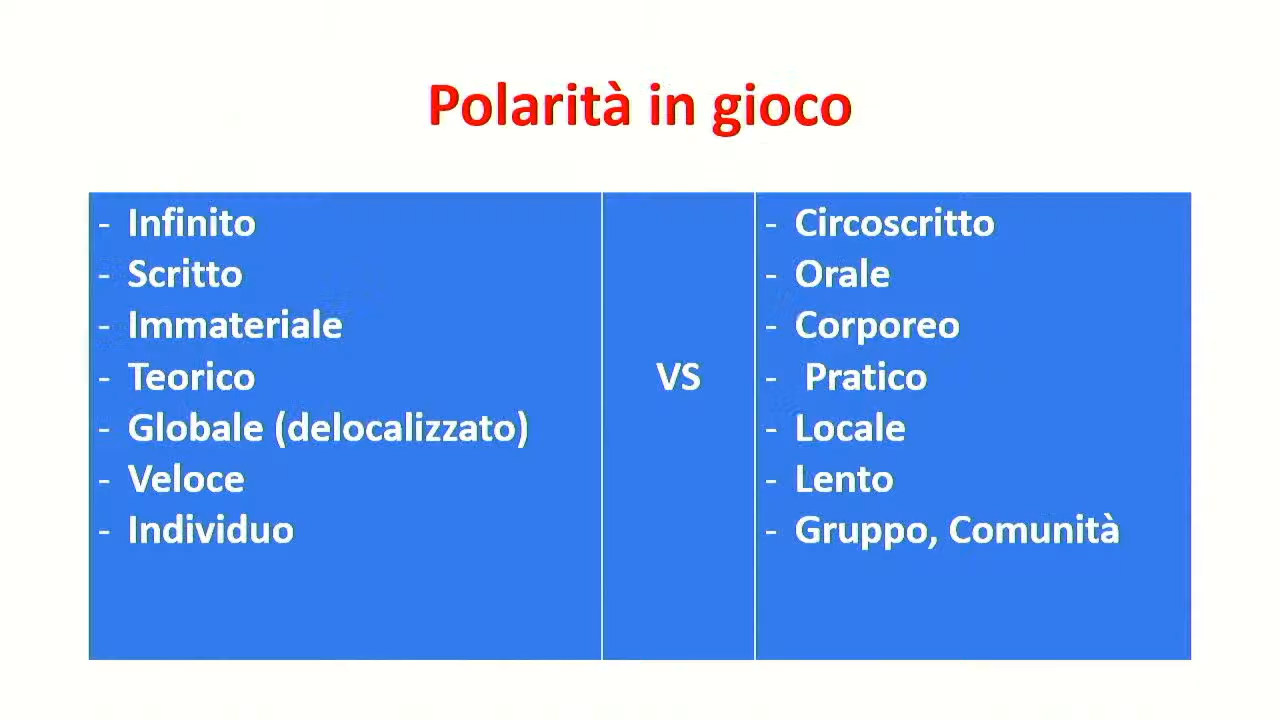 Polarità in gioco
- Infinito
- Scritto
- Immateriale
- Teorico
- Globale (delocalizzato)
- Veloce
- Individuo
VS
- Circoscritto
- Orale
- Corporeo
- Pratico
- Locale
- Lento
- Gruppo, Comunità